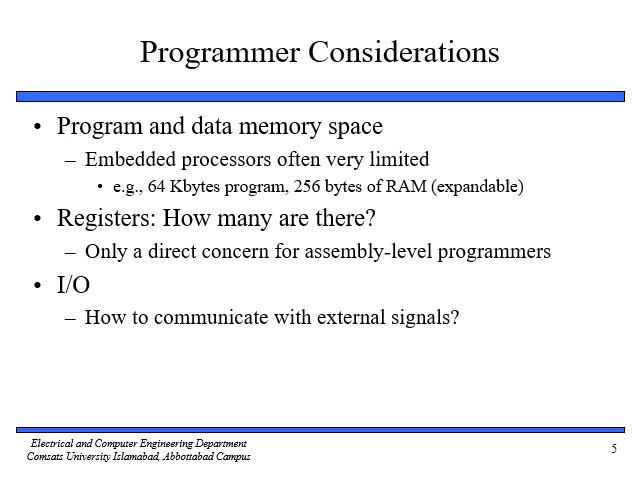 Programmer Considerations
• Program and data memory space
– Embedded processors often very limited
• e.g., 64 Kbytes program, 256 bytes of RAM (expandable)
• Registers: How many are there?
– Only a direct concern for assembly-level programmers
• I/O
– How to communicate with external signals?
Electrical and Computer Engineering Department
Comsats University Islamabad, Abbottabad Campus
5